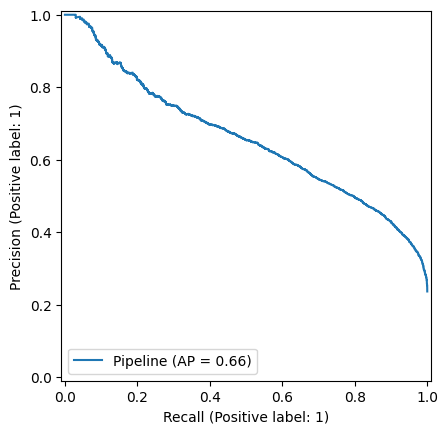 1.0
0.8
0.6
0.4
0.2
0.0
Precision (Positive label: 1)
Pipeline (AP = 0.66)
0.0 0.2 0.4 0.6 0.8 1.0
Recall (Positive label: 1)